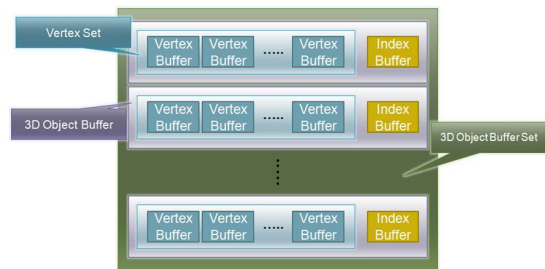 Vertex Set
Vertex Vertex Vertex Index
Buffer Buffer ..... Buffer Buffer
3D Object Buffer
Vertex Vertex Vertex Index
Buffer Buffer ..... Buffer Buffer
3D Object Buffer Set
Vertex Vertex Vertex Index
Buffer Buffer ..... Buffer Buffer